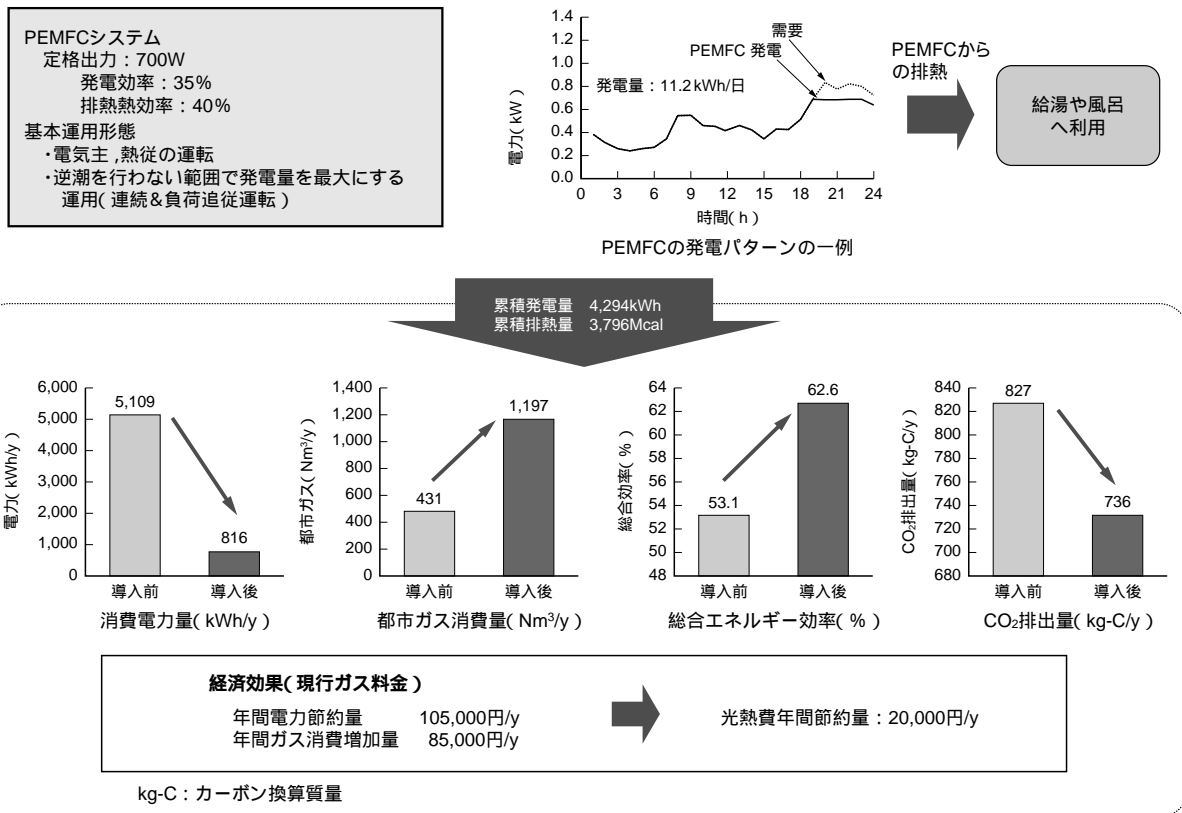 PEMFCシステム
定格出力：700W
発電効率：35%
排熱熱効率：40%
基本運用形態
・電気主，熱従の運転
・逆潮を行わない範囲で発電量を最大にする
運用（連続&負荷追従運転）
1.4
1.2
1.0
0.8
0.6
0.4
0.2
0.0
電力（kW）
需要
PEMFC 発電
発電量：11.2kWh/日
0 3 6 9 12 15 18 21 24
時間（h）
PEMFCの発電パターンの一例
PEMFCから
の排熱
給湯や風呂
へ利用
累積発電量 4,294kWh
累積排熱量 3,796Mcal
電力（kWh/y）
6,000
5,000
4,000
3,000
2,000
1,000
0
5,109
816
導入前 導入後
消費電力量（kWh/y）
都市ガス（Nm³/y）
1,400
1,200
1,000
800
600
400
200
0
431
1,197
導入前 導入後
都市ガス消費量（Nm³/y）
総合効率（%）
64
62
60
58
56
54
52
50
48
53.1
62.6
導入前 導入後
総合エネルギー効率（%）
CO₂排出量（kg-C/y）
840
820
800
780
760
740
720
700
680
827
736
導入前 導入後
CO₂排出量（kg-C/y）
経済効果（現行ガス料金）
年間電力節約量 105,000円/y
年間ガス消費増加量 85,000円/y
光熱費年間節約量：20,000円/y
kg-C：カーボン換算質量